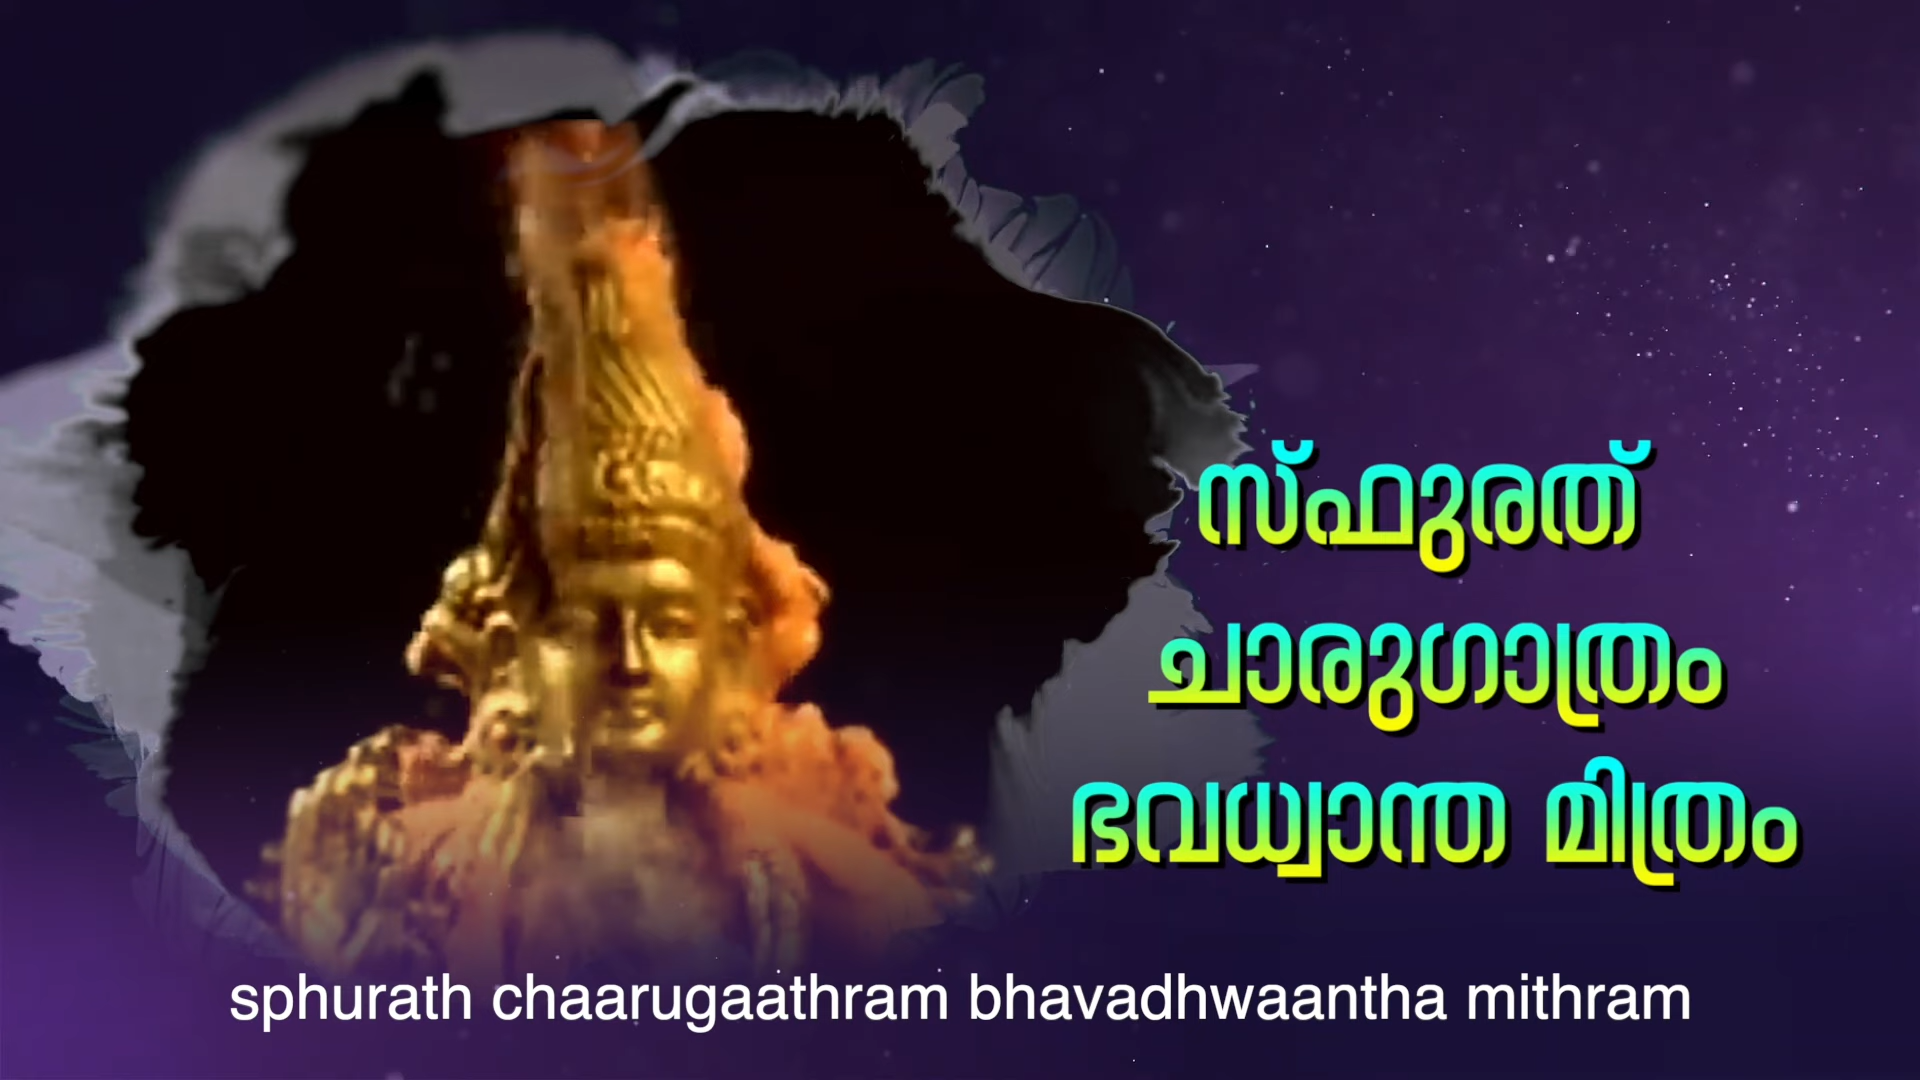 സ്ഫുരത്
ചാരുഗാത്രം
ഭവധ്വാന്ത മിത്രം
sphurath chaarugaathram bhavadhwaantha mithram